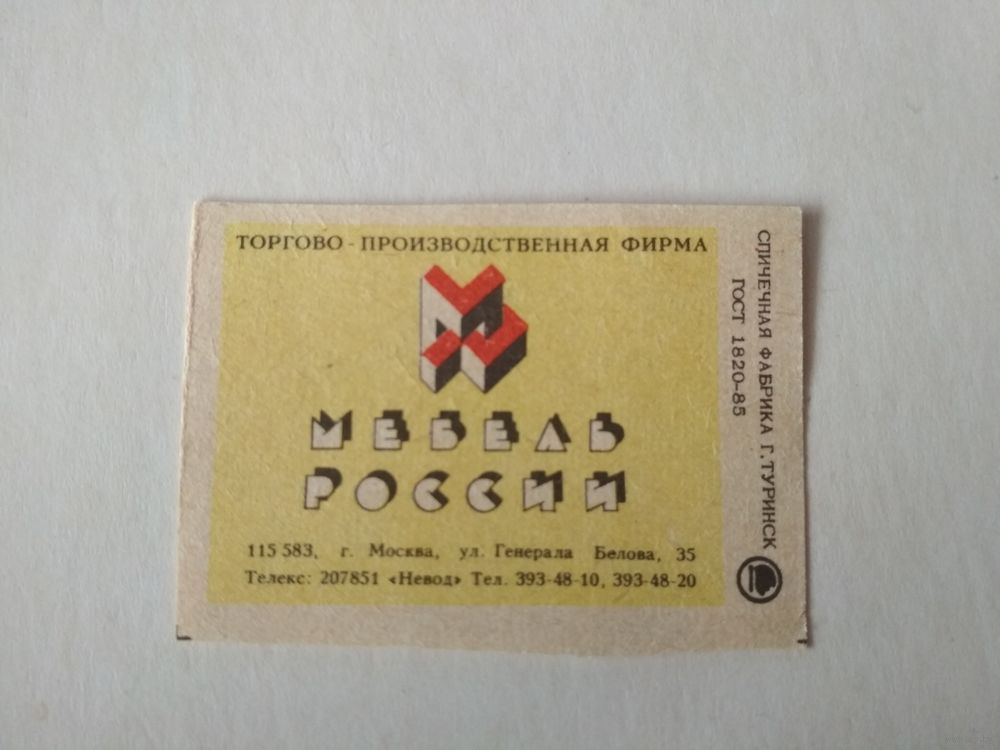 ТОРГОВО - ПРОИЗВОДСТВЕННАЯ ФИРМА
МЕБЕЛЬ
РОССИИ
115 583, г. Москва, ул. Генерала Белова, 35
Телекс: 207851 «Невод» Тел. 393-48-10, 393-48-20
СПИЧЕЧНАЯ ФАБРИКА Г. ТУРИНСК
ГОСТ 1820-85